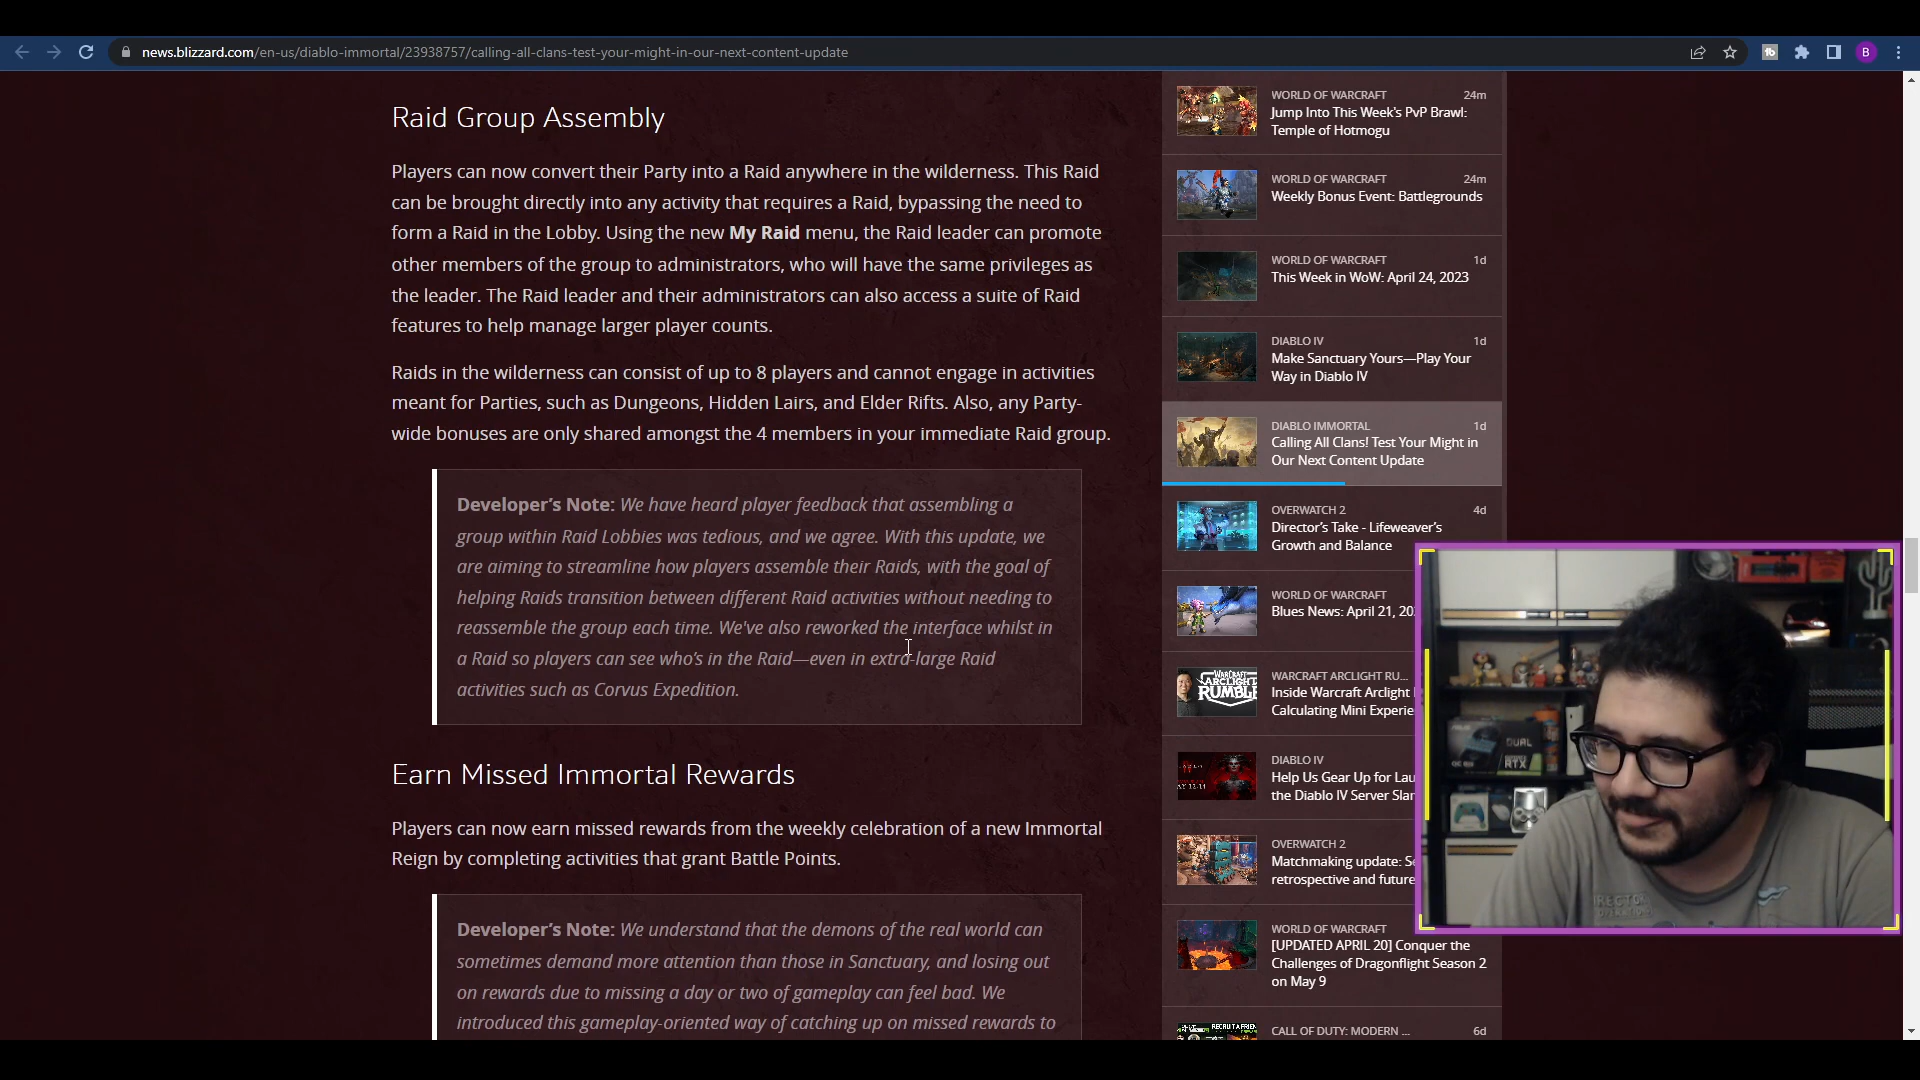 news.blizzard.com/en-us/diablo-immortal/23938757/calling-all-clans-test-your-might-in-our-next-content-update
B
Raid Group Assembly
Players can now convert their Party into a Raid anywhere in the wilderness. This Raid
can be brought directly into any activity that requires a Raid, bypassing the need to
form a Raid in the Lobby. Using the new My Raid menu, the Raid leader can promote
other members of the group to administrators, who will have the same privileges as
the leader. The Raid leader and their administrators can also access a suite of Raid
features to help manage larger player counts.
Raids in the wilderness can consist of up to 8 players and cannot engage in activities
meant for Parties, such as Dungeons, Hidden Lairs, and Elder Rifts. Also, any Party-
wide bonuses are only shared amongst the 4 members in your immediate Raid group.
Developer's Note: We have heard player feedback that assembling a
group within Raid Lobbies was tedious, and we agree. With this update, we
are aiming to streamline how players assemble their Raids, with the goal of
helping Raids transition between different Raid activities without needing to
reassemble the group each time. We've also reworked the interface whilst in
a Raid so players can see who's in the Raid—even in extra-large Raid
activities such as Corvus Expedition.
Earn Missed Immortal Rewards
Players can now earn missed rewards from the weekly celebration of a new Immortal
Reign by completing activities that grant Battle Points.
Developer's Note: We understand that the demons of the real world can
sometimes demand more attention than those in Sanctuary, and losing out
on rewards due to missing a day or two of gameplay can feel bad. We
introduced this gameplay-oriented way of catching up on missed rewards to
WORLD OF WARCRAFT 24m
Jump Into This Week's PvP Brawl:
Temple of Hotmogu
WORLD OF WARCRAFT 24m
Weekly Bonus Event: Battlegrounds
WORLD OF WARCRAFT 1d
This Week in WoW: April 24, 2023
DIABLO IV 1d
Make Sanctuary Yours—Play Your
Way in Diablo IV
DIABLO IMMORTAL 1d
Calling All Clans! Test Your Might in
Our Next Content Update
OVERWATCH 2 4d
Director's Take - Lifeweaver's
Growth and Balance
WORLD OF WARCRAFT
Blues News: April 21, 20
WARCRAFT ARCLIGHT RU...
Inside Warcraft Arclight
Calculating Mini Experie
WARCRAFT
ARCLIGHT
RUMBL
DIABLO IV
Help Us Gear Up for Lau
the Diablo IV Server Slar
OVERWATCH 2
Matchmaking update: Se
retrospective and future
WORLD OF WARCRAFT
[UPDATED APRIL 20] Conquer the
Challenges of Dragonflight Season 2
on May 9
CALL OF DUTY: MODERN ... 6d
DUAL
RTX